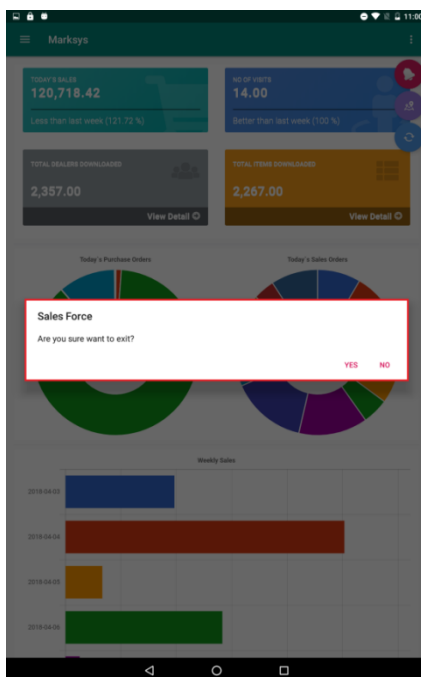 11:00
Marksys
TODAY'S SALES
120,718.42
Less than last week (121.72 %)
NO OF VISITS
14.00
Better than last week (100 %)
TOTAL DEALERS DOWNLOADED
2,357.00
View Detail
TOTAL ITEMS DOWNLOADED
2,267.00
View Detail
Today`s Purchase Orders
Today`s Sales Orders
Sales Force
Are you sure want to exit?
YES
NO
Weekly Sales
2018-04-03
2018-04-04
2018-04-05
2018-04-06